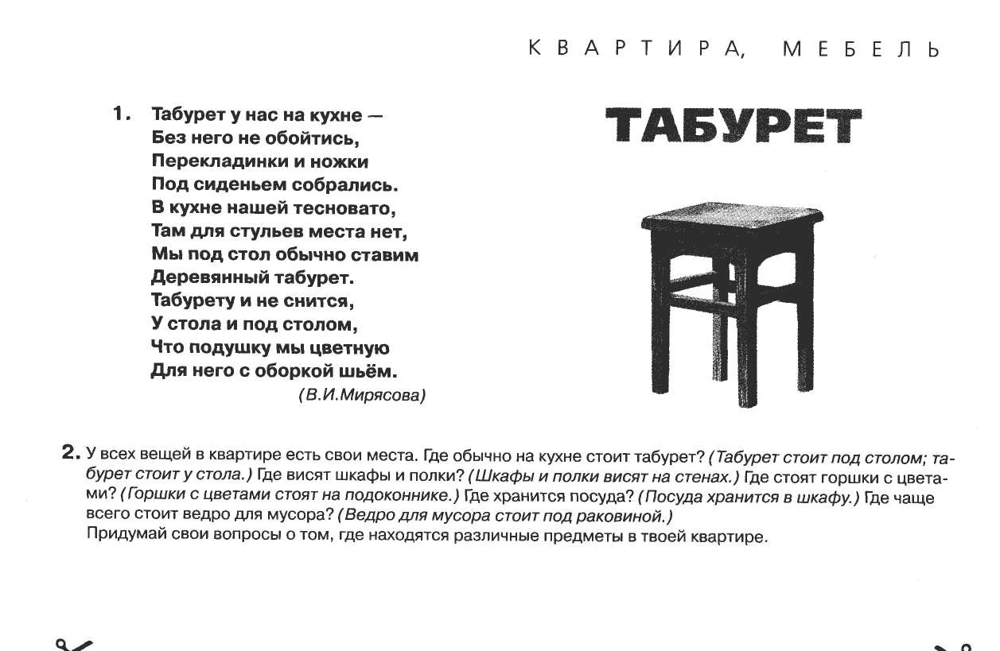 КВАРТИРА, МЕБЕЛЬ
ТАБУРЕТ
1. Табурет у нас на кухне —
Без него не обойтись,
Перекладинки и ножки
Под сиденьем собрались.
В кухне нашей тесновато,
Там для стульев места нет,
Мы под стол обычно ставим
Деревянный табурет.
Табурету и не снится,
У стола и под столом,
Что подушку мы цветную
Для него с оборкой шьём.
(В.И.Мирясова)
2. У всех вещей в квартире есть свои места. Где обычно на кухне стоит табурет? (Табурет стоит под столом; та-
бурет стоит у стола.) Где висят шкафы и полки? (Шкафы и полки висят на стенах.) Где стоят горшки с цвета-
ми? (Горшки с цветами стоят на подоконнике.) Где хранится посуда? (Посуда хранится в шкафу.) Где чаще
всего стоит ведро для мусора? (Ведро для мусора стоит под раковиной.)
Придумай свои вопросы о том, где находятся различные предметы в твоей квартире.